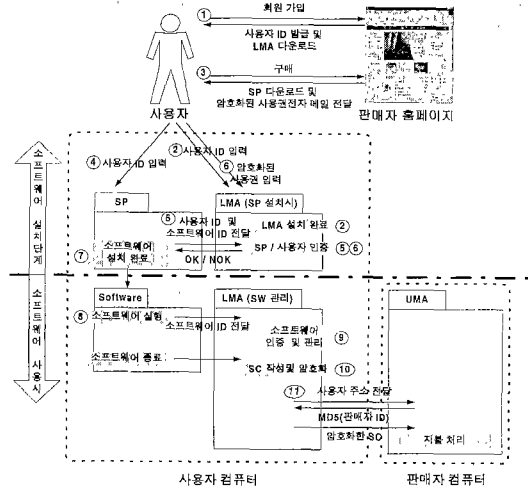 ① 회원 가입
사용자 ID 발급 및
LMA 다운로드
③ 구매
SP 다운로드 및
암호화된 사용권전자 메일 전달
사용자
판매자 홈페이지
④ 사용자 ID 입력
② 사용자 ID 입력
⑥ 암호화된
사용권 입력
소프트웨어 설치단계
SP
LMA (SP 설치시)
⑤ 사용자 ID 및
소프트웨어 ID 전달
LMA 설치 완료 ②
SP / 사용자 인증 ⑤ ⑥
OK / NOK
⑦ 소프트웨어
설치 완료
소프트웨어 사용시
Software
LMA (SW 관리)
UMA
⑧ 소프트웨어 실행
소프트웨어 ID 전달
소프트웨어
인증 및 관리 ⑨
소프트웨어 종료
SC 작성및 암호화 ⑩
⑪ 사용자 주소 전달
MD5(판매자 ID)
암호화한 SC
지불 처리
사용자 컴퓨터
판매자 컴퓨터